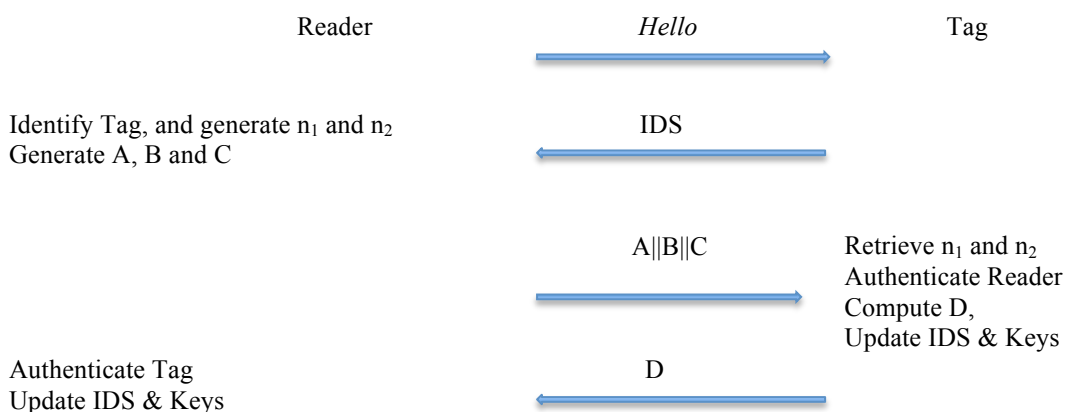 Reader Hello Tag
Identify Tag, and generate n₁ and n₂ IDS
Generate A, B and C
A||B||C Retrieve n₁ and n₂
Authenticate Reader
Compute D,
Update IDS & Keys
Authenticate Tag D
Update IDS & Keys